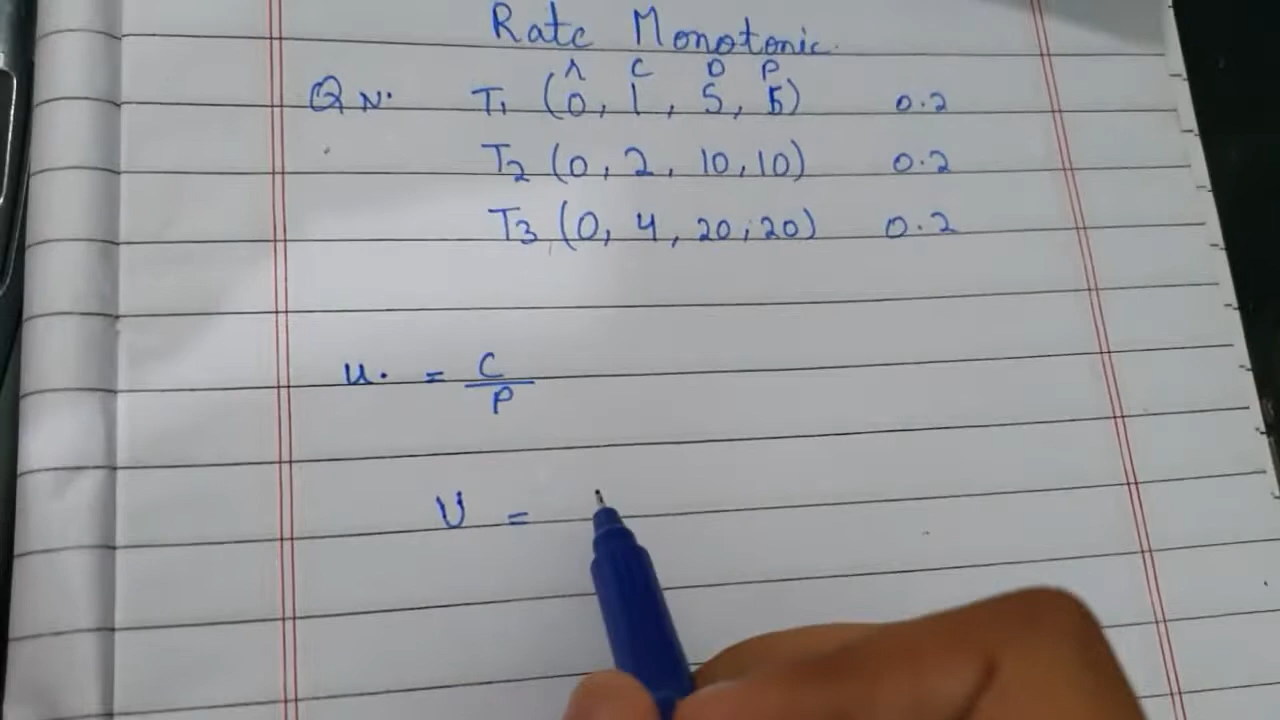 Rate Monotonic.
λ C D P
Q N. T1 (0, 1, 5, 5) 0.2
T2 (0, 2, 10, 10) 0.2
T3 (0, 4, 20, 20) 0.2
u. = C
P
U =